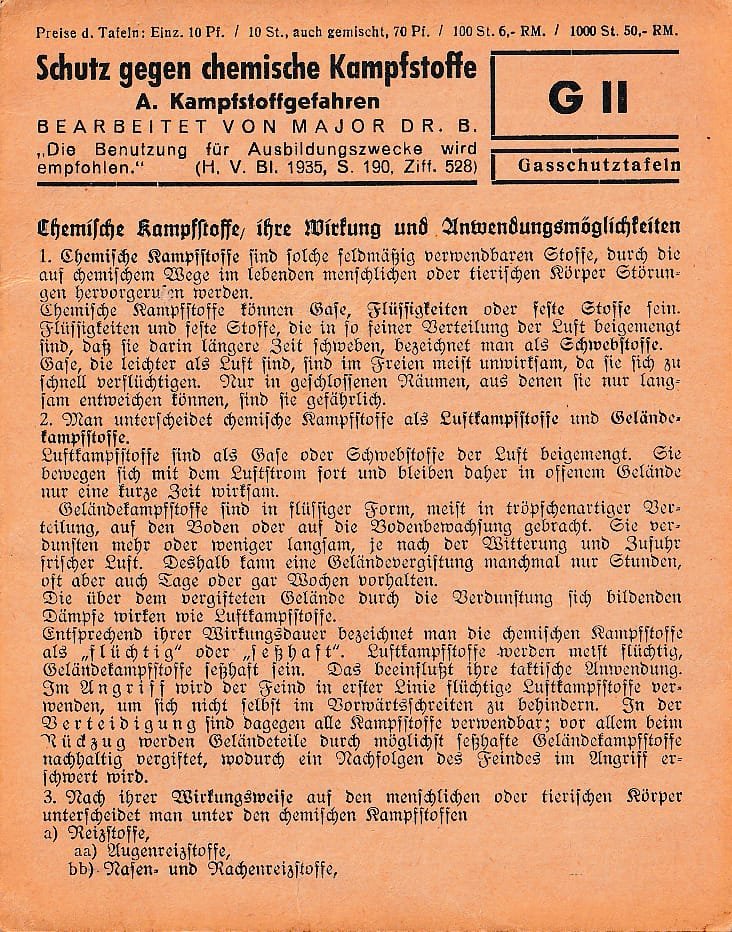 Preise d. Tafeln: Einz. 10 Pf. / 10 St., auch gemischt, 70 Pf. / 100 St. 6,- RM. / 1000 St. 50,- RM.
Schutz gegen chemische Kampfstoffe
A. Kampfstoffgefahren
BEARBEITET VON MAJOR DR. B.
„Die Benutzung für Ausbildungszwecke wird
empfohlen.“ (H. V. Bl. 1935, S. 190, Ziff. 528)
G II
Gasschutztafeln
Chemische Kampfstoffe, ihre Wirkung und Anwendungsmöglichkeiten
1. Chemische Kampfstoffe sind solche feldmäßig verwendbaren Stoffe, durch die
auf chemischem Wege im lebenden menschlichen oder tierischen Körper Störun-
gen hervorgerufen werden.
Chemische Kampfstoffe können Gase, Flüssigkeiten oder feste Stoffe sein.
Flüssigkeiten und feste Stoffe, die in so feiner Verteilung der Luft beigemengt
sind, daß sie darin längere Zeit schweben, bezeichnet man als Schwebstoffe.
Gase, die leichter als Luft sind, sind im Freien meist unwirksam, da sie sich zu
schnell verflüchtigen. Nur in geschlossenen Räumen, aus denen sie nur lang-
sam entweichen können, sind sie gefährlich.
2. Man unterscheidet chemische Kampfstoffe als Luftkampfstoffe und Gelände-
kampfstoffe.
Luftkampfstoffe sind als Gase oder Schwebstoffe der Luft beigemengt. Sie
bewegen sich mit dem Luftstrom fort und bleiben daher in offenem Gelände
nur eine kurze Zeit wirksam.
Geländekampfstoffe sind in flüssiger Form, meist in tröpfchenartiger Ver-
teilung, auf den Boden oder auf die Bodenbewachsung gebracht. Sie ver-
dunsten mehr oder weniger langsam, je nach der Witterung und Zufuhr
frischer Luft. Deshalb kann eine Geländevergiftung manchmal nur Stunden,
oft aber auch Tage oder gar Wochen vorhalten.
Die über dem vergifteten Gelände durch die Verdunstung sich bildenden
Dämpfe wirken wie Luftkampfstoffe.
Entsprechend ihrer Wirkungsdauer bezeichnet man die chemischen Kampfstoffe
als „flüchtig“ oder „seßhaft“. Luftkampfstoffe werden meist flüchtig,
Geländekampfstoffe seßhaft sein. Das beeinflußt ihre taktische Anwendung.
Im Angriff wird der Feind in erster Linie flüchtige Luftkampfstoffe ver-
wenden, um sich nicht selbst im Vorwärtsschreiten zu behindern. In der
Verteidigung sind dagegen alle Kampfstoffe verwendbar; vor allem beim
Rückzug werden Geländeteile durch möglichst seßhafte Geländekampfstoffe
nachhaltig vergiftet, wodurch ein Nachfolgen des Feindes im Angriff er-
schwert wird.
3. Nach ihrer Wirkungsweise auf den menschlichen oder tierischen Körper
unterscheidet man unter den chemischen Kampfstoffen
a) Reizstoffe,
aa) Augenreizstoffe,
bb) Nasen- und Rachenreizstoffe,